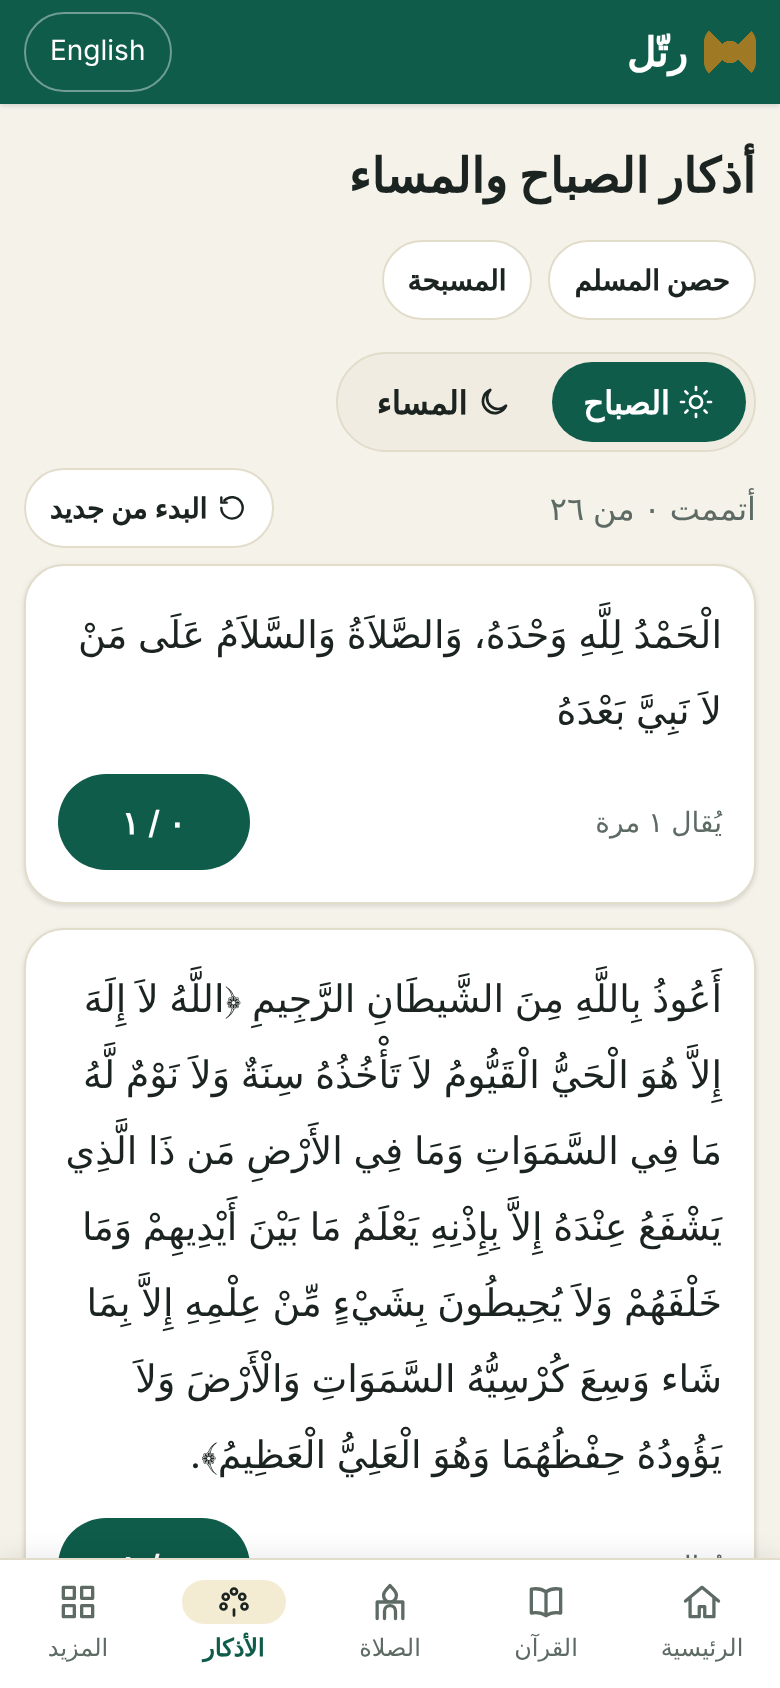 رتّل
English
أذكار الصباح والمساء
حصن المسلم
المسبحة
الصباح
المساء
أتممت ٠ من ٢٦
البدء من جديد
الْحَمْدُ لِلَّهِ وَحْدَهُ، وَالصَّلاَةُ وَالسَّلاَمُ عَلَى مَنْ
لاَ نَبِيَّ بَعْدَهُ
يُقال ١ مرة
٠ / ١
أَعُوذُ بِاللَّهِ مِنَ الشَّيطَانِ الرَّجِيمِ ﴿اللَّهُ لاَ إِلَهَ
إِلاَّ هُوَ الْحَيُّ الْقَيُّومُ لاَ تَأْخُذُهُ سِنَةٌ وَلاَ نَوْمٌ لَّهُ
مَا فِي السَّمَوَاتِ وَمَا فِي الأَرْضِ مَن ذَا الَّذِي
يَشْفَعُ عِنْدَهُ إِلاَّ بِإِذْنِهِ يَعْلَمُ مَا بَيْنَ أَيْدِيهِمْ وَمَا
خَلْفَهُمْ وَلاَ يُحِيطُونَ بِشَيْءٍ مِّنْ عِلْمِهِ إِلاَّ بِمَا
شَاء وَسِعَ كُرْسِيُّهُ السَّمَوَاتِ وَالْأَرْضَ وَلاَ
يَؤُودُهُ حِفْظُهُمَا وَهُوَ الْعَلِيُّ الْعَظِيمُ﴾.
الرئيسية
القرآن
الصلاة
الأذكار
المزيد